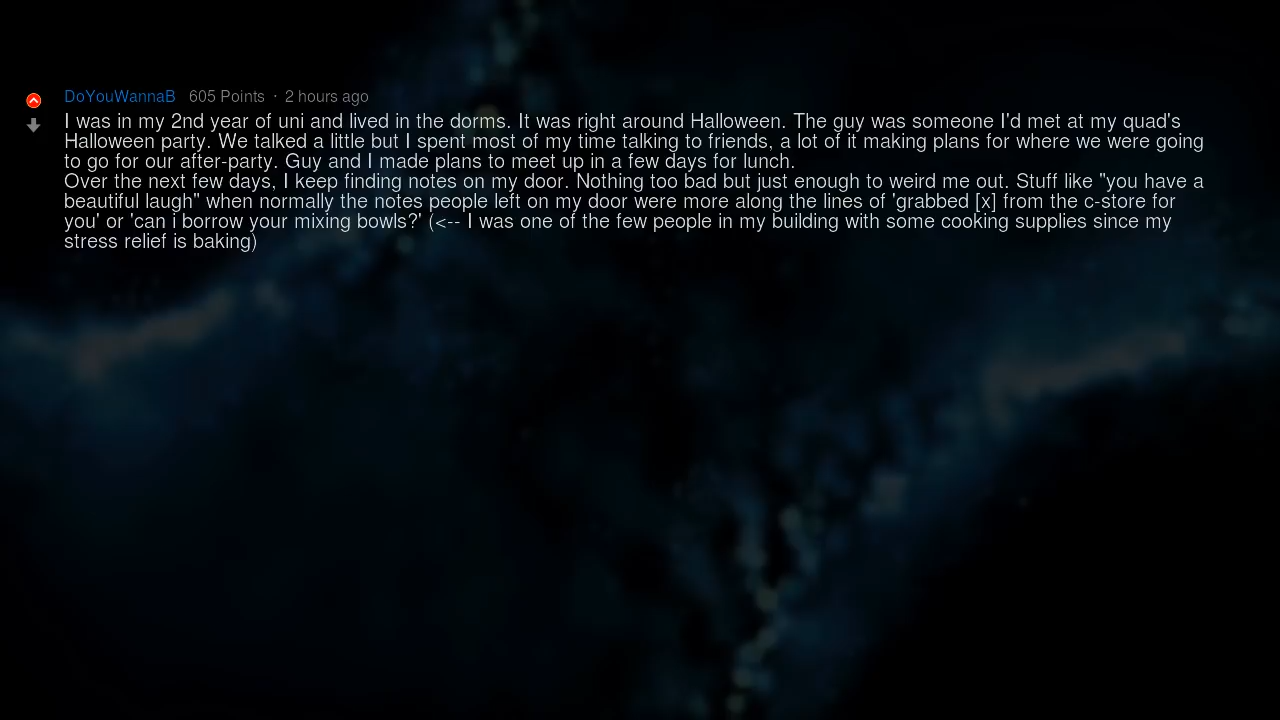 DoYouWannaB 605 Points · 2 hours ago
I was in my 2nd year of uni and lived in the dorms. It was right around Halloween. The guy was someone I'd met at my quad's
Halloween party. We talked a little but I spent most of my time talking to friends, a lot of it making plans for where we were going
to go for our after-party. Guy and I made plans to meet up in a few days for lunch.
Over the next few days, I keep finding notes on my door. Nothing too bad but just enough to weird me out. Stuff like "you have a
beautiful laugh" when normally the notes people left on my door were more along the lines of 'grabbed [x] from the c-store for
you' or 'can i borrow your mixing bowls?' (<-- I was one of the few people in my building with some cooking supplies since my
stress relief is baking)